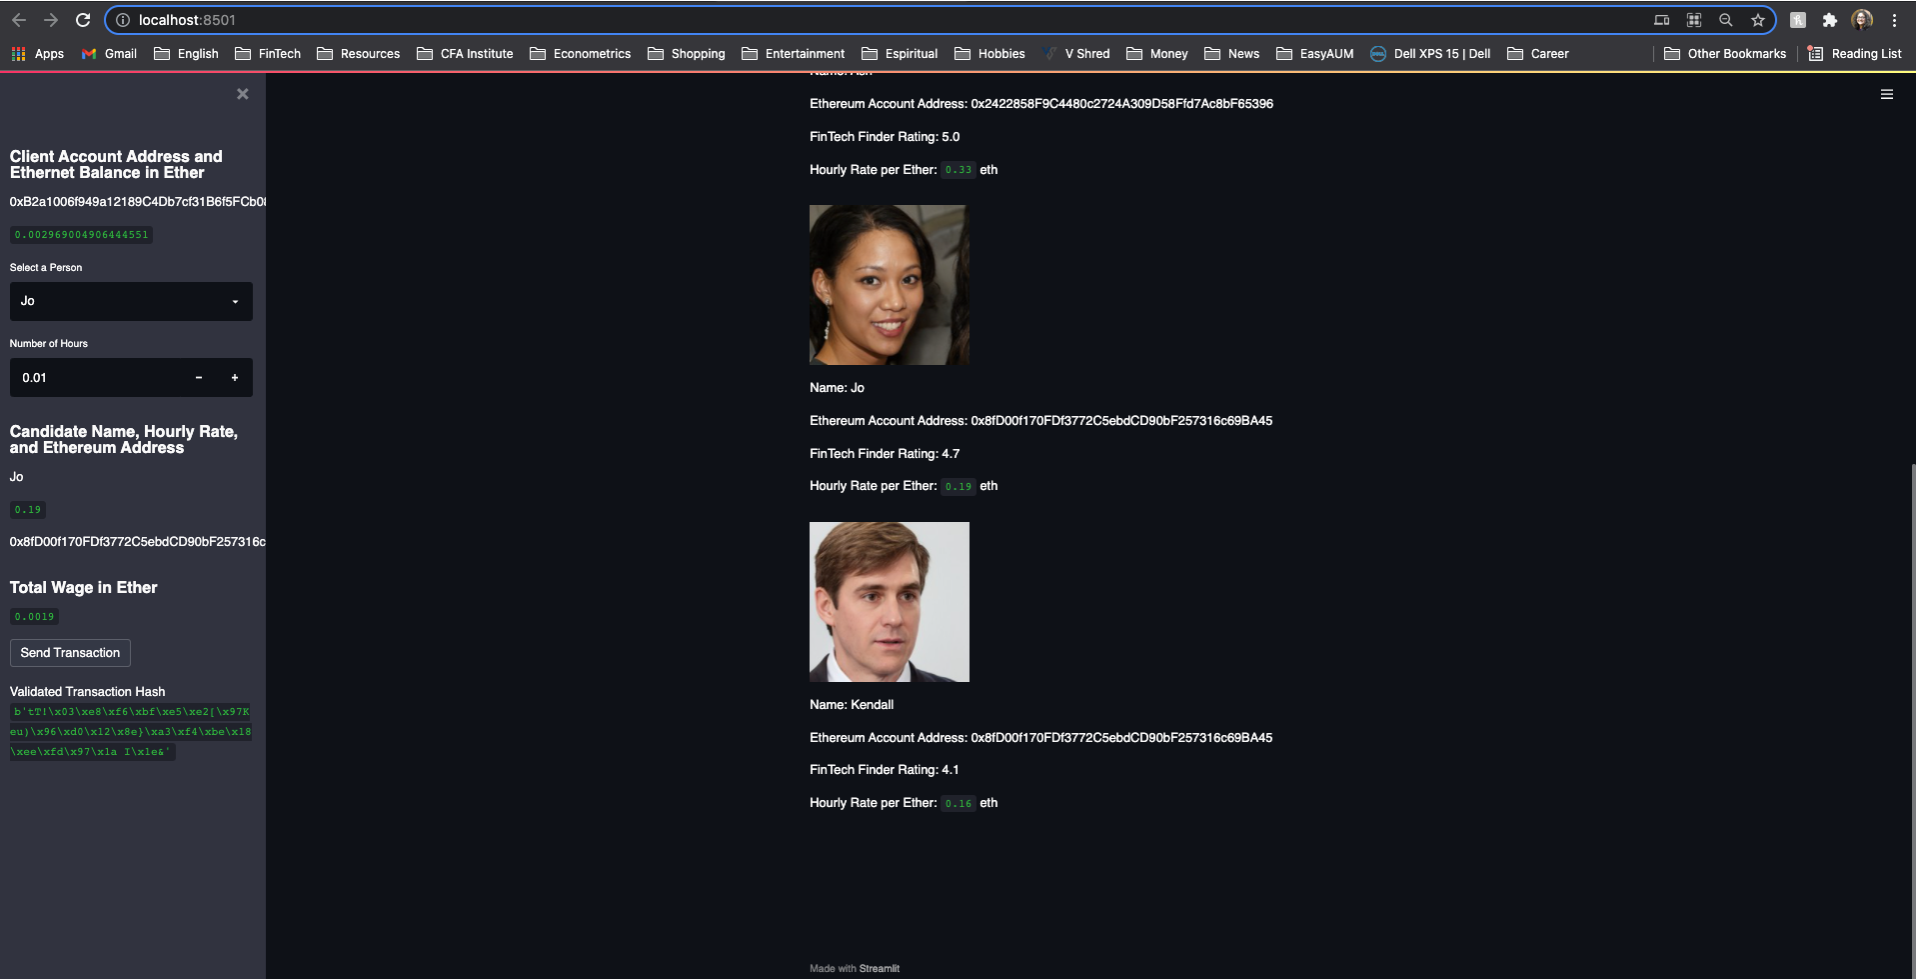 localhost:8501
Apps Gmail English FinTech Resources CFA Institute Econometrics Shopping Entertainment Espiritual Hobbies V Shred Money News EasyAUM Dell XPS 15 | Dell Career Other Bookmarks Reading List
Client Account Address and
Ethernet Balance in Ether
0xB2a1006f949a12189C4Db7cf31B6f5FCb0
0.002969004906444551
Select a Person
Jo
Number of Hours
0.01 - +
Candidate Name, Hourly Rate,
and Ethereum Address
Jo
0.19
0x8fD00f170FDf3772C5ebdCD90bF257316c
Total Wage in Ether
0.0019
Send Transaction
Validated Transaction Hash
b'tT!\x03\xe8\xf6\xbf\xe5\xe2[\x97K
eu)\x96\xd0\x12\x8e}\xa3\xf4\xbe\x18
\xee\xfd\x97\x1a I\x1e&'
Name: Ash
Ethereum Account Address: 0x2422858F9C4480c2724A309D58Ffd7Ac8bF65396
FinTech Finder Rating: 5.0
Hourly Rate per Ether: 0.33 eth
Name: Jo
Ethereum Account Address: 0x8fD00f170FDf3772C5ebdCD90bF257316c69BA45
FinTech Finder Rating: 4.7
Hourly Rate per Ether: 0.19 eth
Name: Kendall
Ethereum Account Address: 0x8fD00f170FDf3772C5ebdCD90bF257316c69BA45
FinTech Finder Rating: 4.1
Hourly Rate per Ether: 0.16 eth
Made with Streamlit